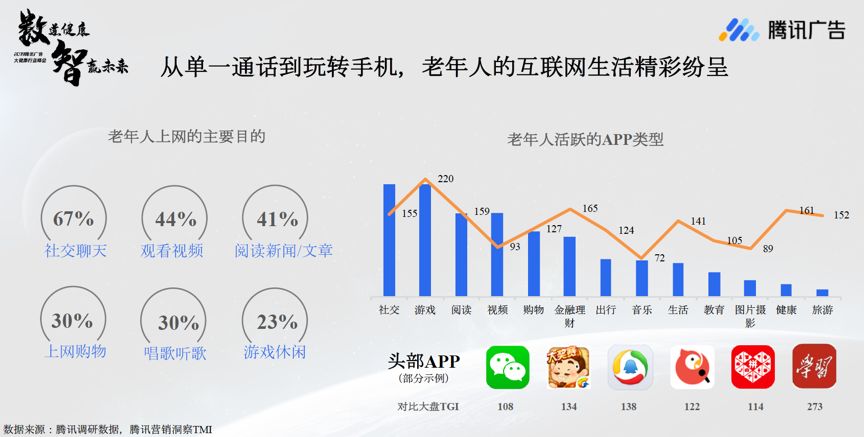 数造健康
2019腾讯广告
大健康行业峰会
智赢未来
腾讯广告
从单一通话到玩转手机，老年人的互联网生活精彩纷呈
老年人上网的主要目的
67%
社交聊天
44%
观看视频
41%
阅读新闻/文章
30%
上网购物
30%
唱歌听歌
23%
游戏休闲
老年人活跃的APP类型
155 220 159 93 127 165 124 72 141 105 89 161 152
社交 游戏 阅读 视频 购物 金融理财 出行 音乐 生活 教育 图片摄影 健康 旅游
头部APP
（部分示例）
大奖赛
拼
学習
对比大盘TGI 108 134 138 122 114 273
数据来源：腾讯调研数据，腾讯营销洞察TMI